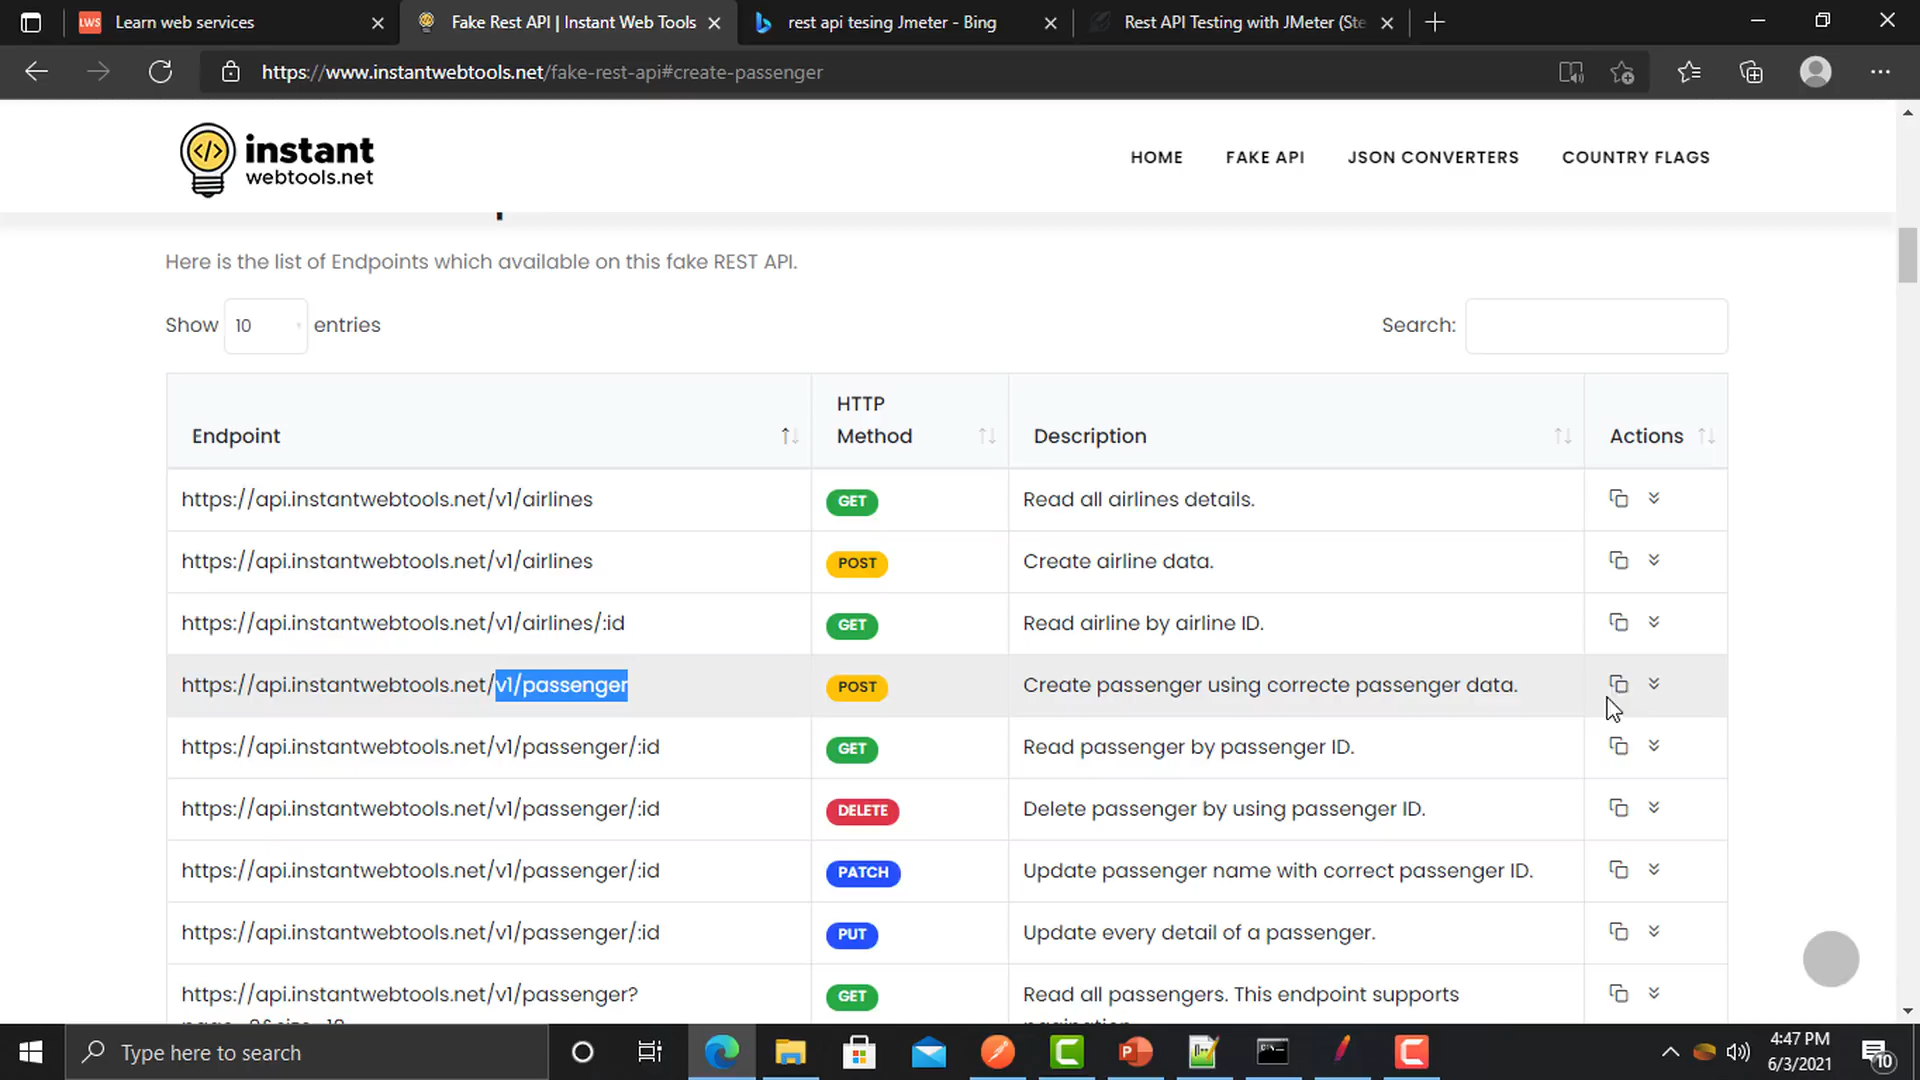 LWS Learn web services
Fake Rest API | Instant Web Tools
rest api tesing Jmeter - Bing
Rest API Testing with JMeter (Ste
https://www.instantwebtools.net/fake-rest-api#create-passenger
instant
webtools.net
HOME FAKE API JSON CONVERTERS COUNTRY FLAGS
Here is the list of Endpoints which available on this fake REST API.
Show 10 entries
Search:
Endpoint HTTP Method Description Actions
https://api.instantwebtools.net/v1/airlines GET Read all airlines details.
https://api.instantwebtools.net/v1/airlines POST Create airline data.
https://api.instantwebtools.net/v1/airlines/:id GET Read airline by airline ID.
https://api.instantwebtools.net/v1/passenger POST Create passenger using correcte passenger data.
https://api.instantwebtools.net/v1/passenger/:id GET Read passenger by passenger ID.
https://api.instantwebtools.net/v1/passenger/:id DELETE Delete passenger by using passenger ID.
https://api.instantwebtools.net/v1/passenger/:id PATCH Update passenger name with correct passenger ID.
https://api.instantwebtools.net/v1/passenger/:id PUT Update every detail of a passenger.
https://api.instantwebtools.net/v1/passenger? GET Read all passengers. This endpoint supports
Type here to search
4:47 PM
6/3/2021
10